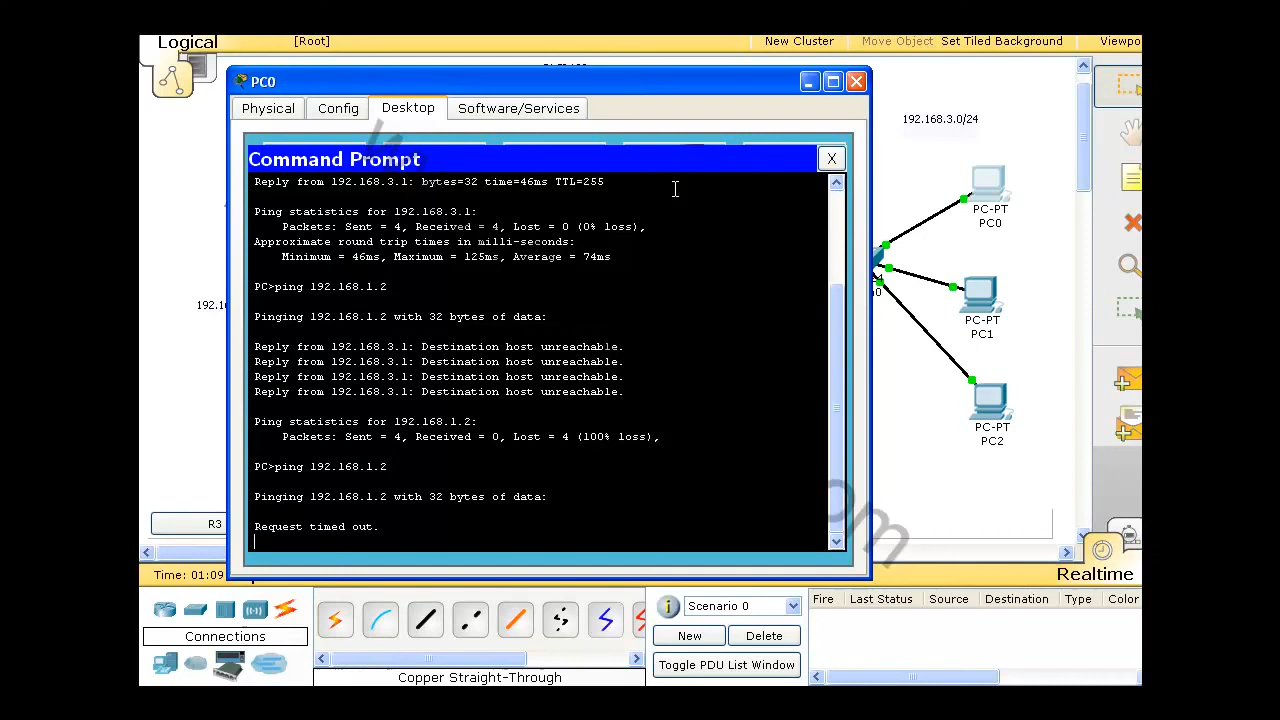 Logical
[Root]
New Cluster
Move Object
Set Tiled Background
Viewpo
PC0
Physical
Config
Desktop
Software/Services
192.168.3.0/24
Command Prompt
X
Reply from 192.168.3.1: bytes=32 time=46ms TTL=255
Ping statistics for 192.168.3.1:
Packets: Sent = 4, Received = 4, Lost = 0 (0% loss),
Approximate round trip times in milli-seconds:
Minimum = 46ms, Maximum = 125ms, Average = 74ms
PC>ping 192.168.1.2
Pinging 192.168.1.2 with 32 bytes of data:
Reply from 192.168.3.1: Destination host unreachable.
Reply from 192.168.3.1: Destination host unreachable.
Reply from 192.168.3.1: Destination host unreachable.
Reply from 192.168.3.1: Destination host unreachable.
Ping statistics for 192.168.1.2:
Packets: Sent = 4, Received = 0, Lost = 4 (100% loss),
PC>ping 192.168.1.2
Pinging 192.168.1.2 with 32 bytes of data:
Request timed out.
PC-PT
PC0
PC-PT
PC1
PC-PT
PC2
192.1
R3
Time: 01:09
Realtime
Connections
Copper Straight-Through
Scenario 0
New
Delete
Toggle PDU List Window
Fire
Last Status
Source
Destination
Type
Color